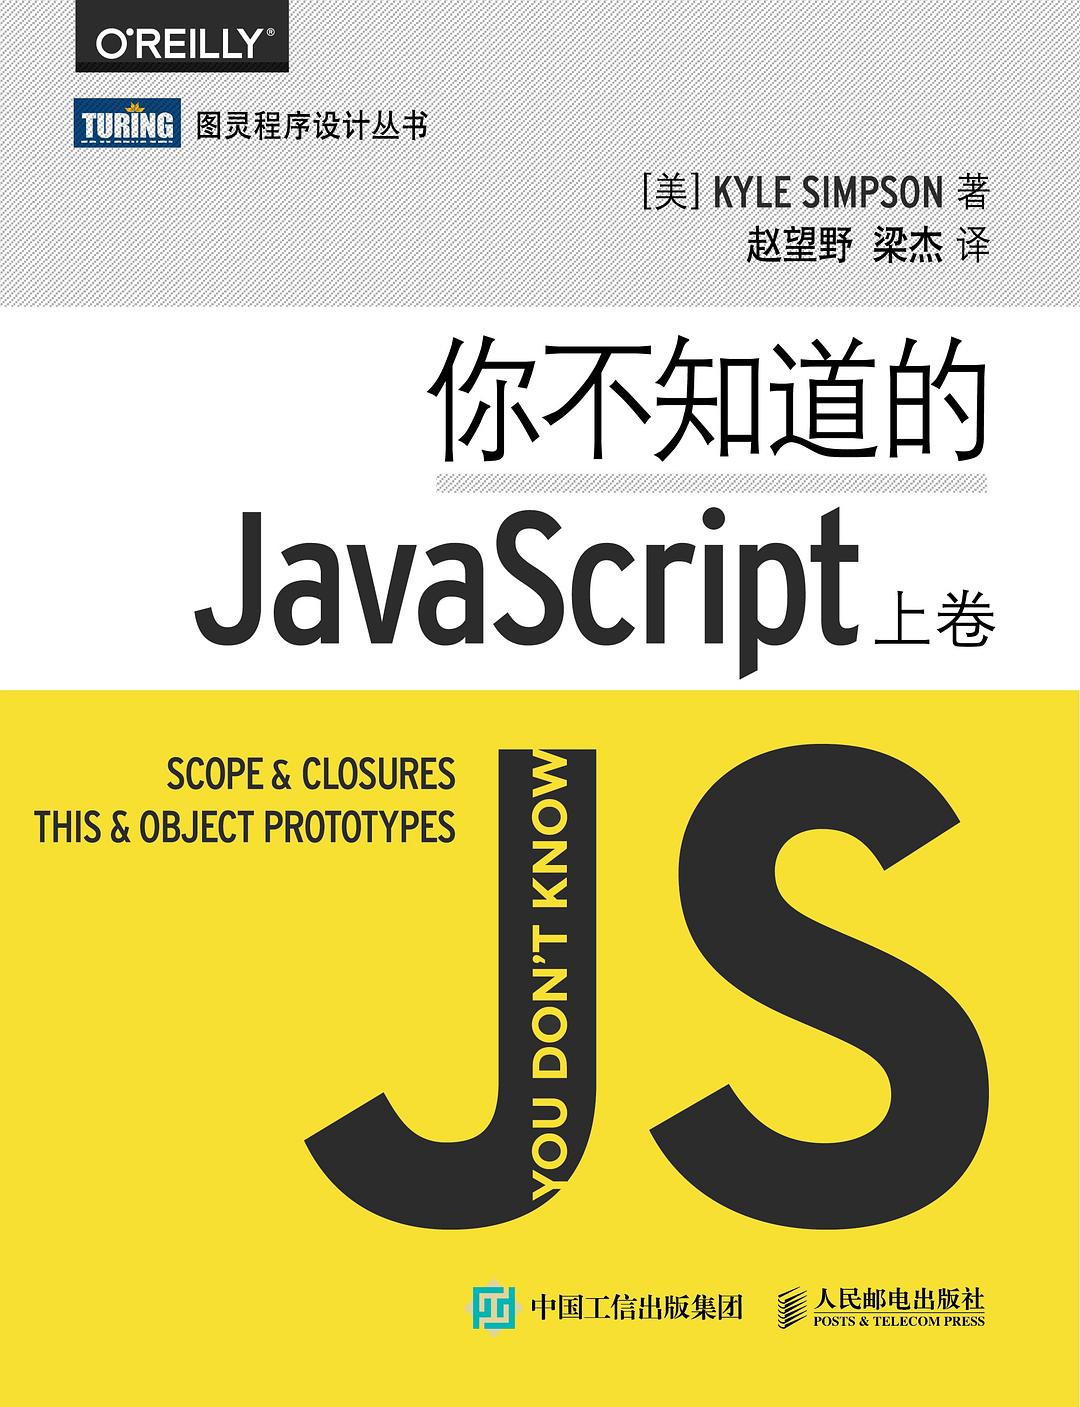 O'REILLY®
TURING 图灵程序设计丛书
[美] KYLE SIMPSON 著
赵望野 梁杰 译
你不知道的
JavaScript 上卷
SCOPE & CLOSURES
THIS & OBJECT PROTOTYPES
YOU DON'T KNOW
JS
中国工信出版集团
人民邮电出版社
POSTS & TELECOM PRESS